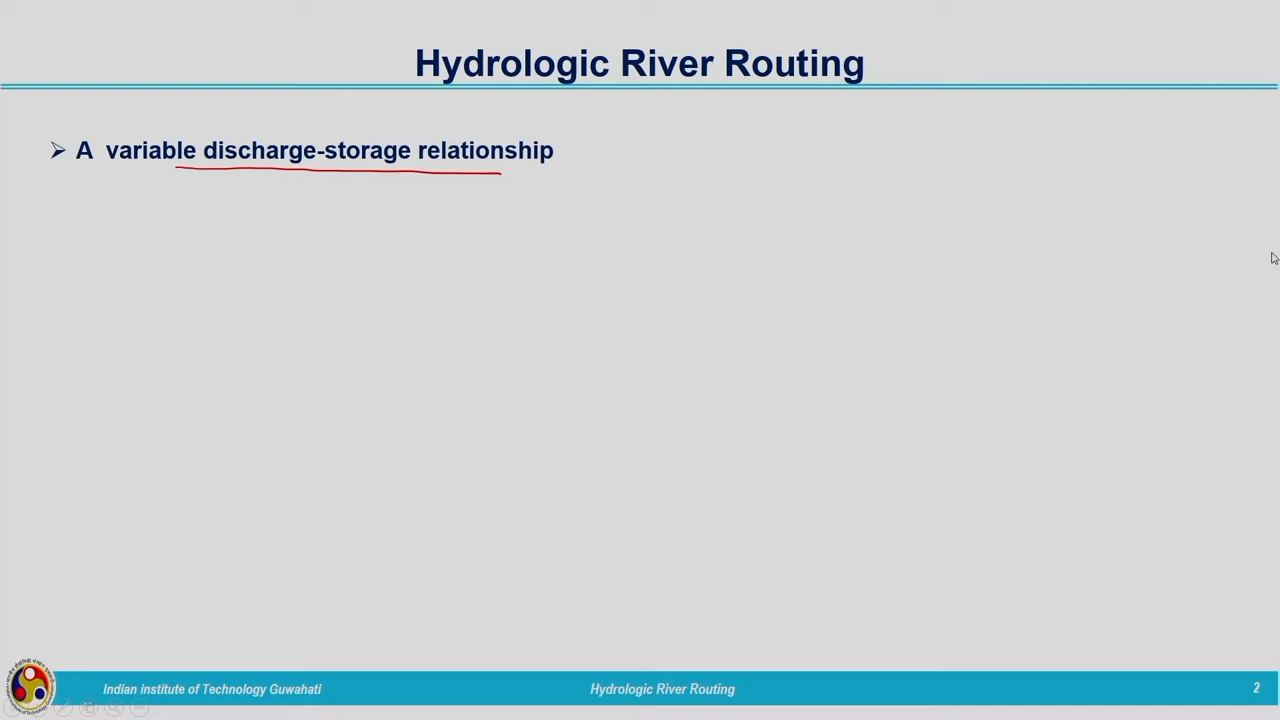 Hydrologic River Routing
➢ A variable discharge-storage relationship
Indian institute of Technology Guwahati
Hydrologic River Routing
2